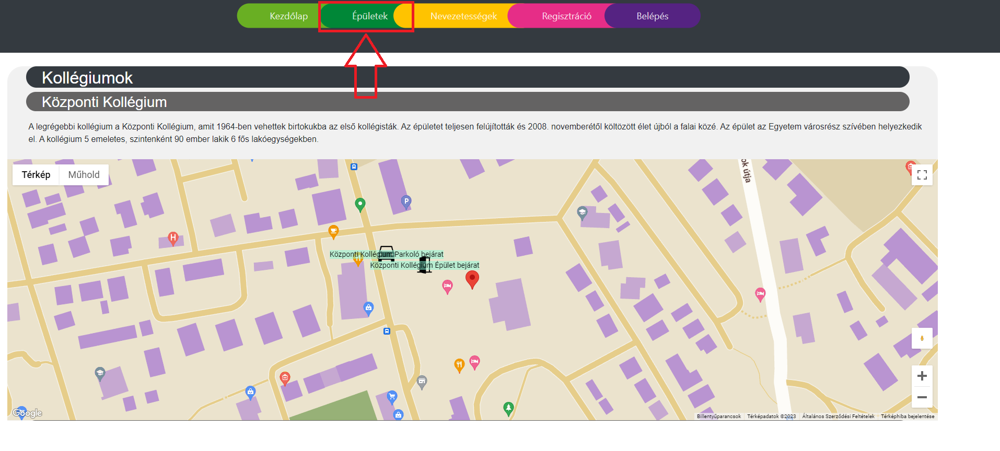 Kezdőlap
Épületek
Nevezetességek
Regisztráció
Belépés
Kollégiumok
Központi Kollégium
A legrégebbi kollégium a Központi Kollégium, amit 1964-ben vehettek birtokukba az első kollégisták. Az épületet teljesen felújították és 2008. novemberétől költözött élet újból a falai közé. Az épület az Egyetem városrész szívében helyezkedik
el. A kollégium 5 emeletes, szintenként 90 ember lakik 6 fős lakóegységekben.
Térkép
Műhold
ok útja
P
H
Központi Kollégium Parkoló bejárat
Központi Kollégium Épület bejárat
Google
Billentyűparancsok
Térképadatok ©2023
Általános Szerződési Feltételek
Térképhiba bejelentése